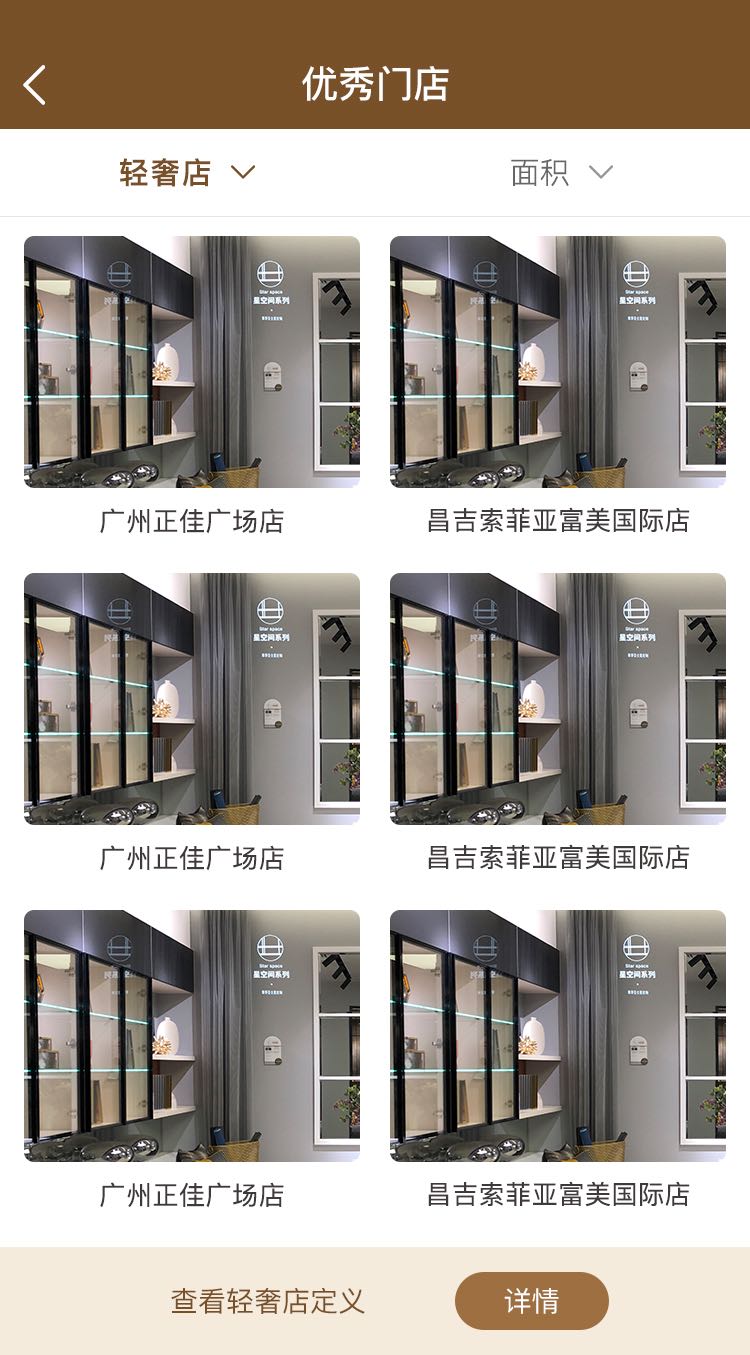 优秀门店
轻奢店
面积
Star space
星空间系列
Star space
星空间系列
广州正佳广场店
昌吉索菲亚富美国际店
Star space
星空间系列
Star space
星空间系列
广州正佳广场店
昌吉索菲亚富美国际店
Star space
星空间系列
Star space
星空间系列
广州正佳广场店
昌吉索菲亚富美国际店
查看轻奢店定义
详情